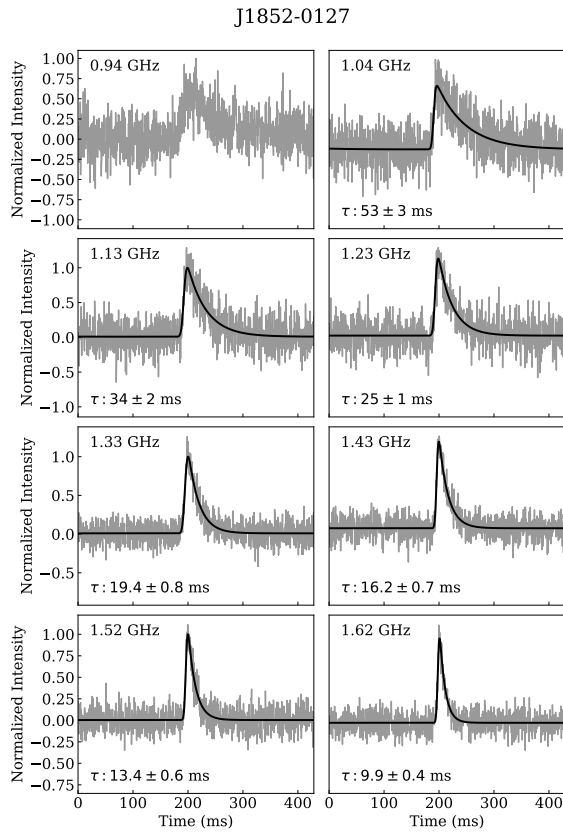 J1852-0127
Normalized Intensity
1.00
0.75
0.50
0.25
0.00
−0.25
−0.50
−0.75
−1.00
0.94 GHz
1.04 GHz
τ : 53 ± 3 ms
Normalized Intensity
1.0
0.5
0.0
−0.5
−1.0
1.13 GHz
τ : 34 ± 2 ms
1.23 GHz
τ : 25 ± 1 ms
Normalized Intensity
1.0
0.5
0.0
−0.5
1.33 GHz
τ : 19.4 ± 0.8 ms
1.43 GHz
τ : 16.2 ± 0.7 ms
Normalized Intensity
1.00
0.75
0.50
0.25
0.00
−0.25
−0.50
−0.75
1.52 GHz
τ : 13.4 ± 0.6 ms
1.62 GHz
τ : 9.9 ± 0.4 ms
0 100 200 300 400
0 100 200 300 400
Time (ms)
Time (ms)